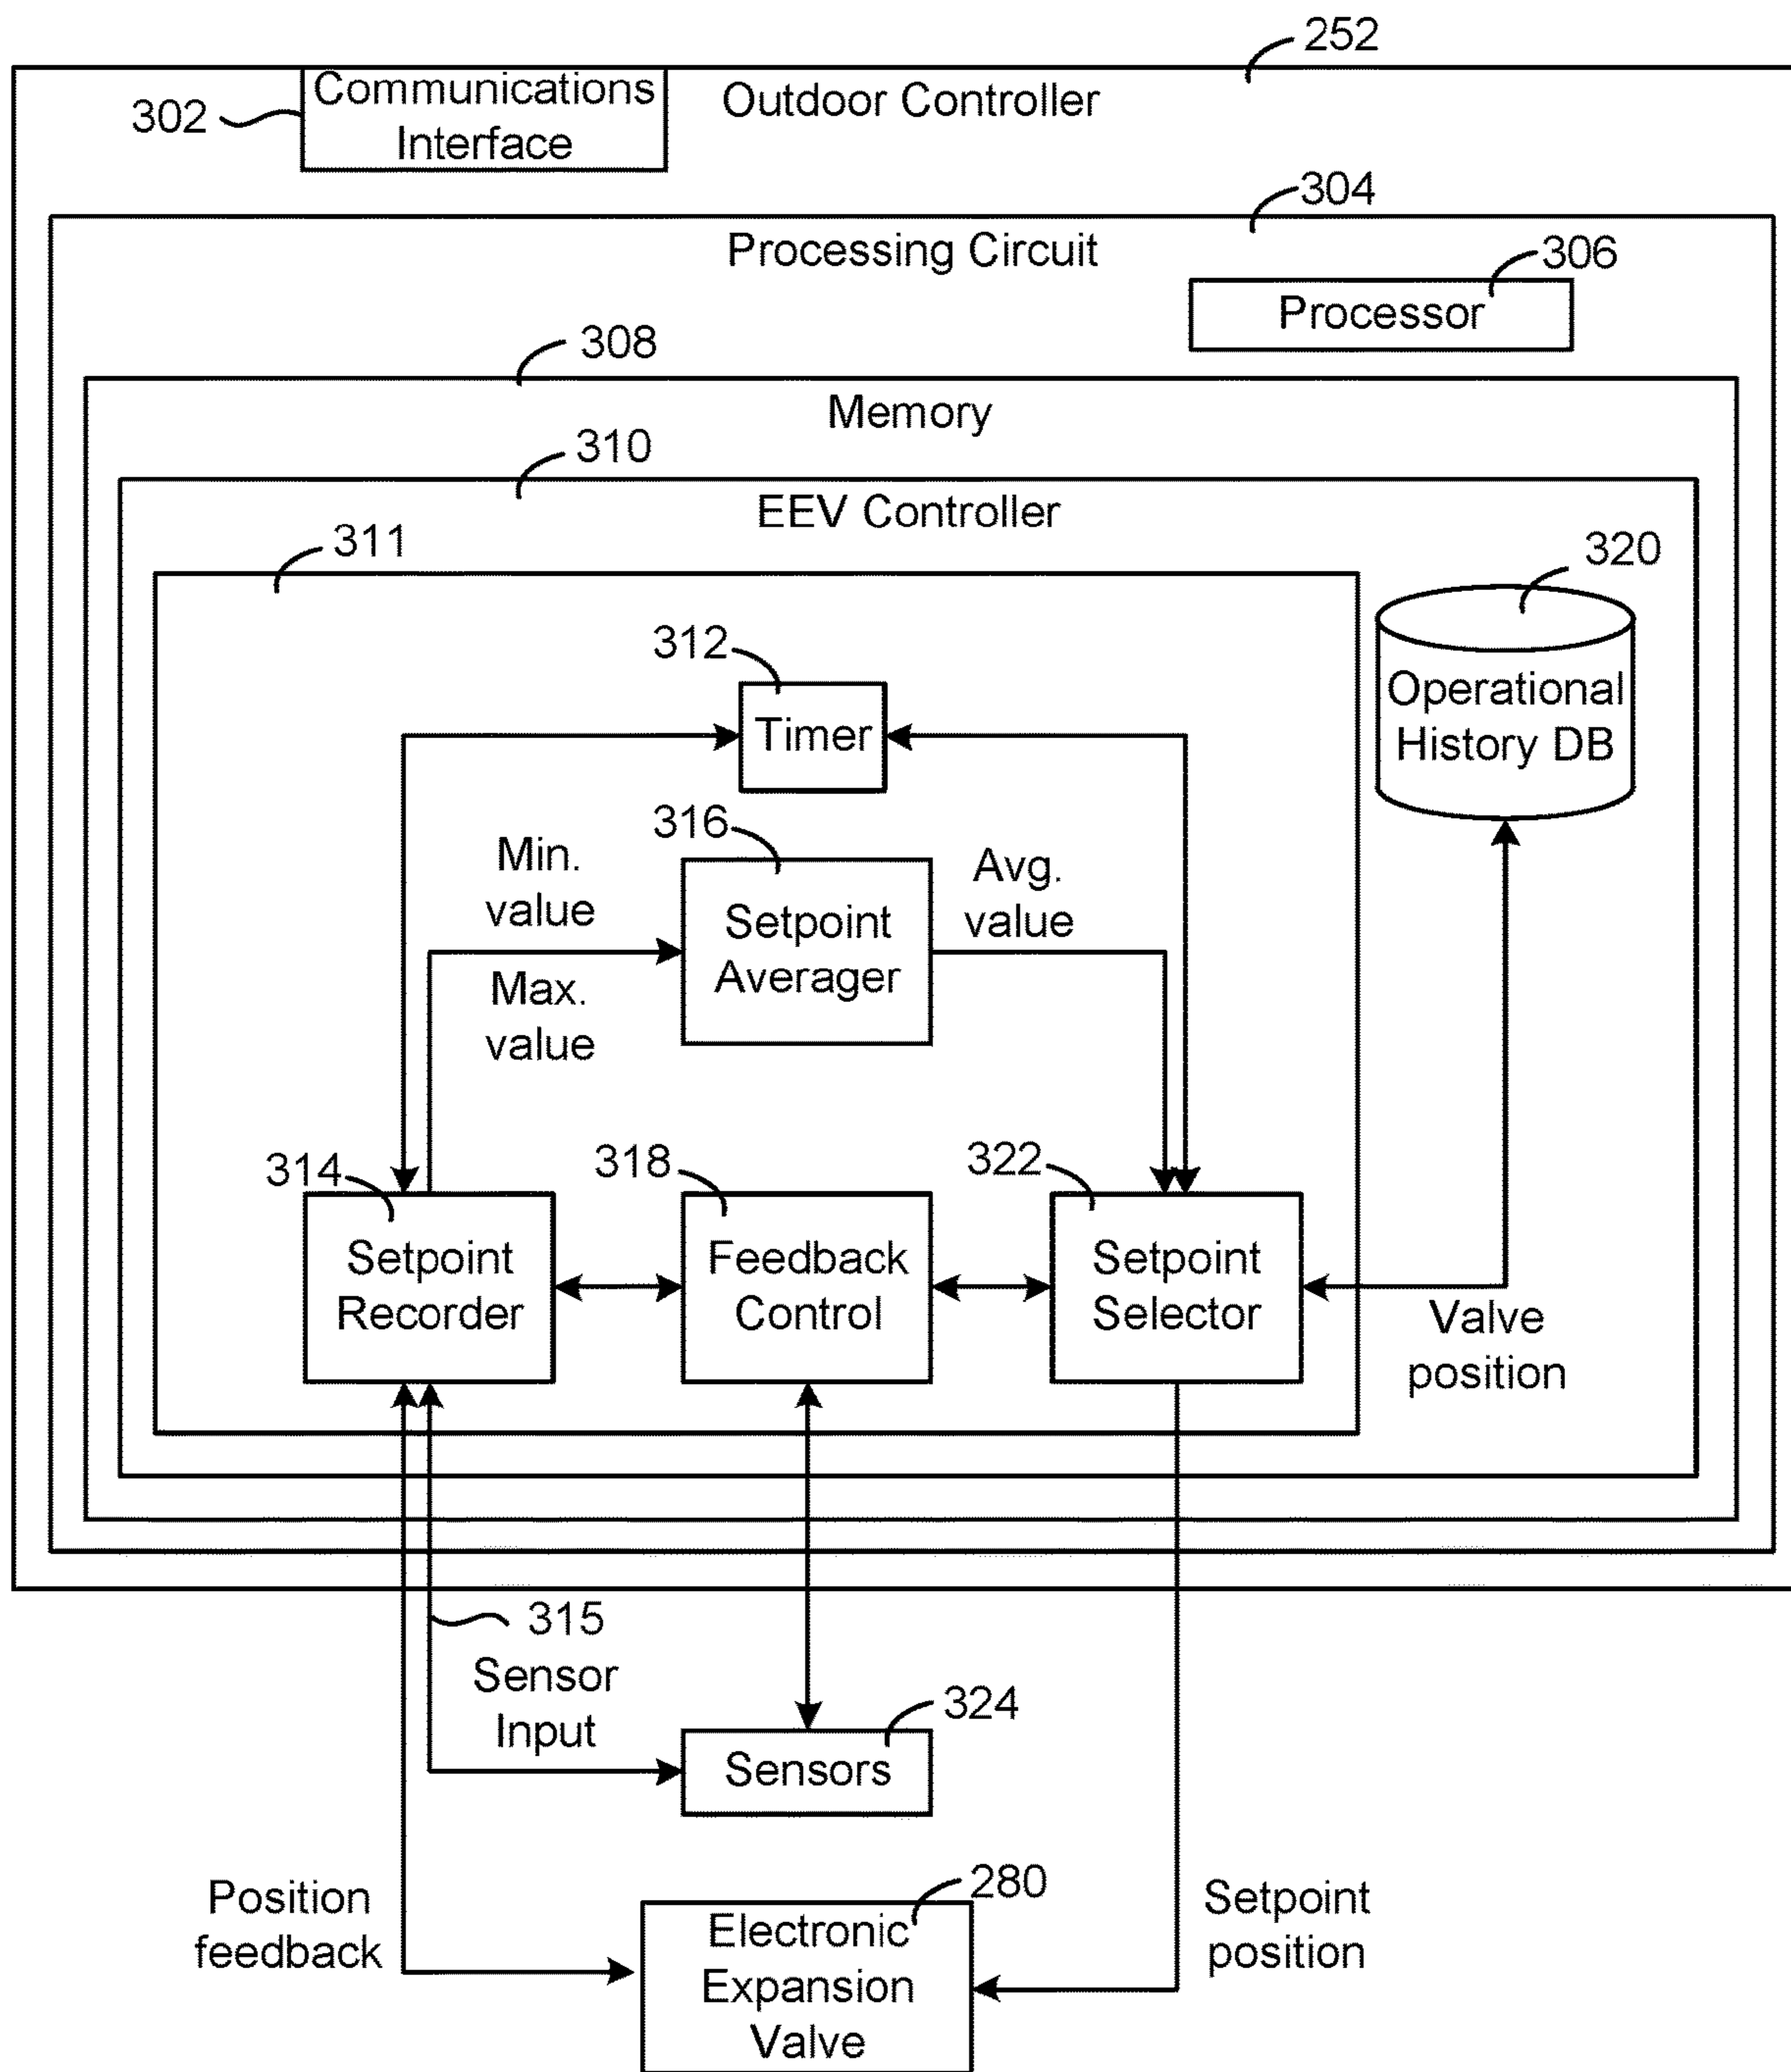 252
Communications
Interface
302
Outdoor Controller
304
Processing Circuit
306
Processor
308
Memory
310
EEV Controller
311
320
Operational
History DB
312
Timer
316
Min.
value
Max.
value
Setpoint
Averager
Avg.
value
314
Setpoint
Recorder
318
Feedback
Control
322
Setpoint
Selector
Valve
position
315
Sensor
Input
324
Sensors
Position
feedback
280
Electronic
Expansion
Valve
Setpoint
position